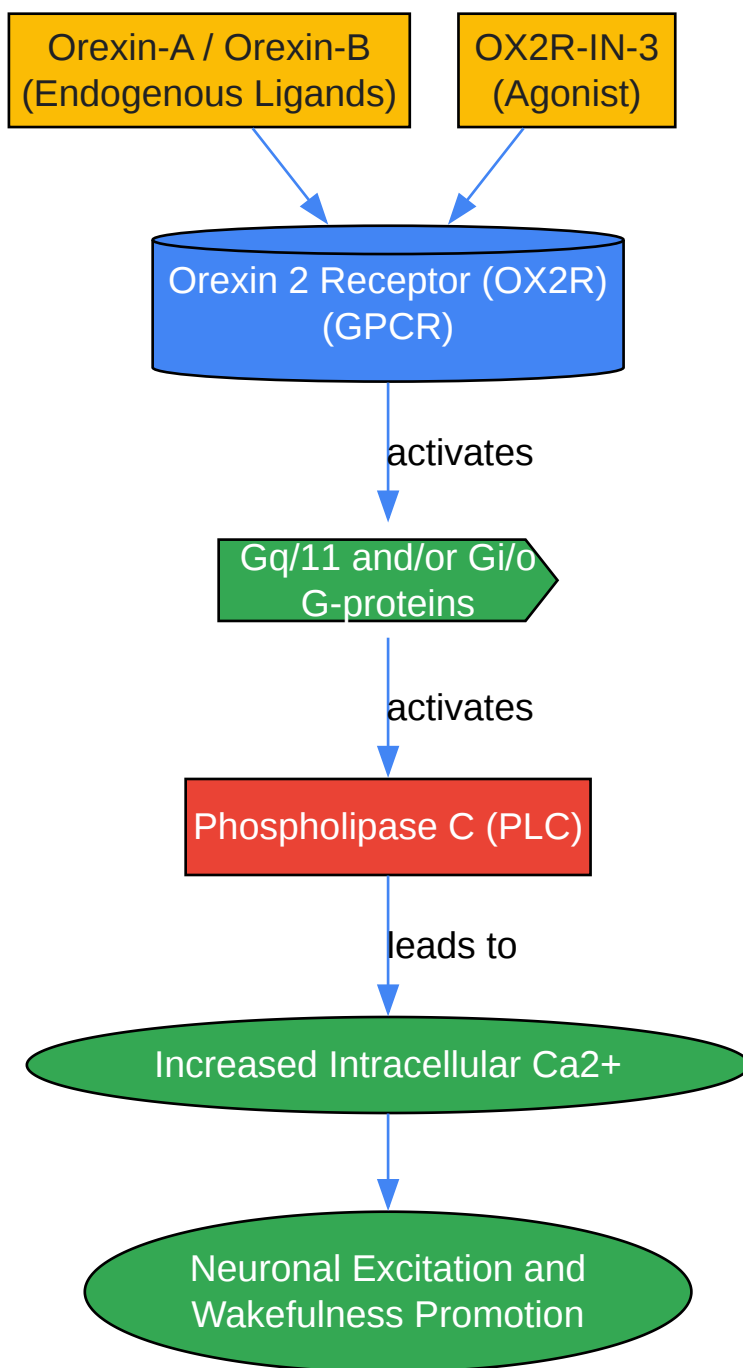 Orexin-A / Orexin-B
(Endogenous Ligands)
OX2R-IN-3
(Agonist)
Orexin 2 Receptor (OX2R)
(GPCR)
activates
Gq/11 and/or Gi/o
G-proteins
activates
Phospholipase C (PLC)
leads to
Increased Intracellular Ca2+
Neuronal Excitation and
Wakefulness Promotion